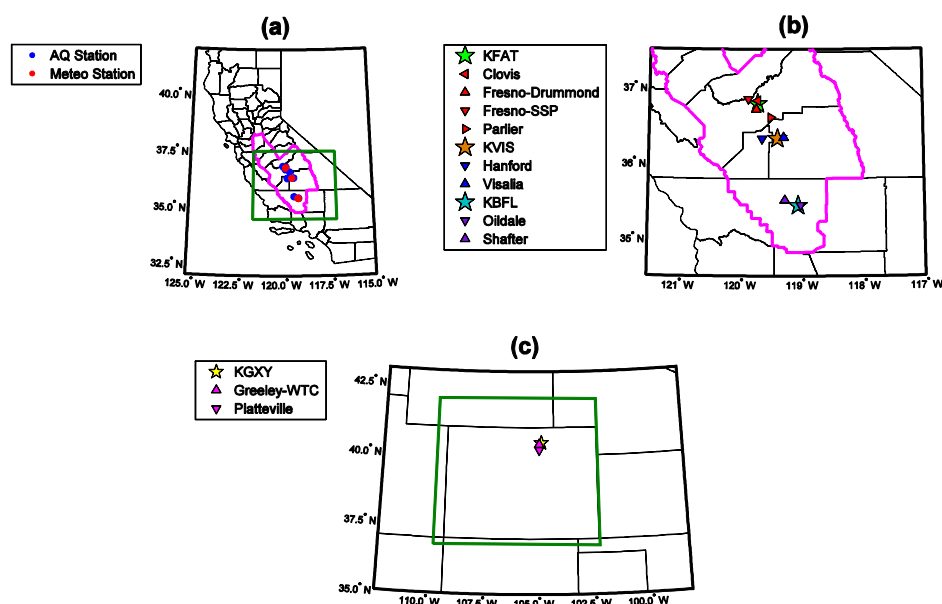 (a)
AQ Station
Meteo Station
40.0° N
37.5° N
35.0° N
32.5° N
125.0° W
122.5° W
120.0° W
117.5° W
115.0° W
(b)
KFAT
Clovis
Fresno-Drummond
Fresno-SSP
Parlier
KVIS
Hanford
Visalia
KBFL
Oildale
Shafter
37° N
36° N
35° N
121° W
120° W
119° W
118° W
117° W
(c)
KGXY
Greeley-WTC
Platteville
42.5° N
40.0° N
37.5° N
35.0° N
110.0° W
107.5° W
105.0° W
102.5° W
100.0° W